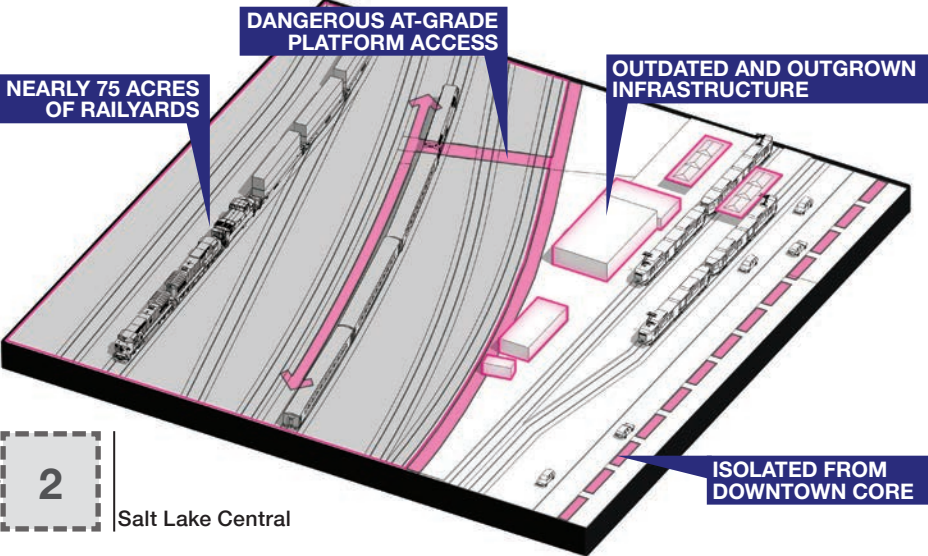 DANGEROUS AT-GRADE
PLATFORM ACCESS
NEARLY 75 ACRES
OF RAILYARDS
OUTDATED AND OUTGROWN
INFRASTRUCTURE
ISOLATED FROM
DOWNTOWN CORE
2
Salt Lake Central